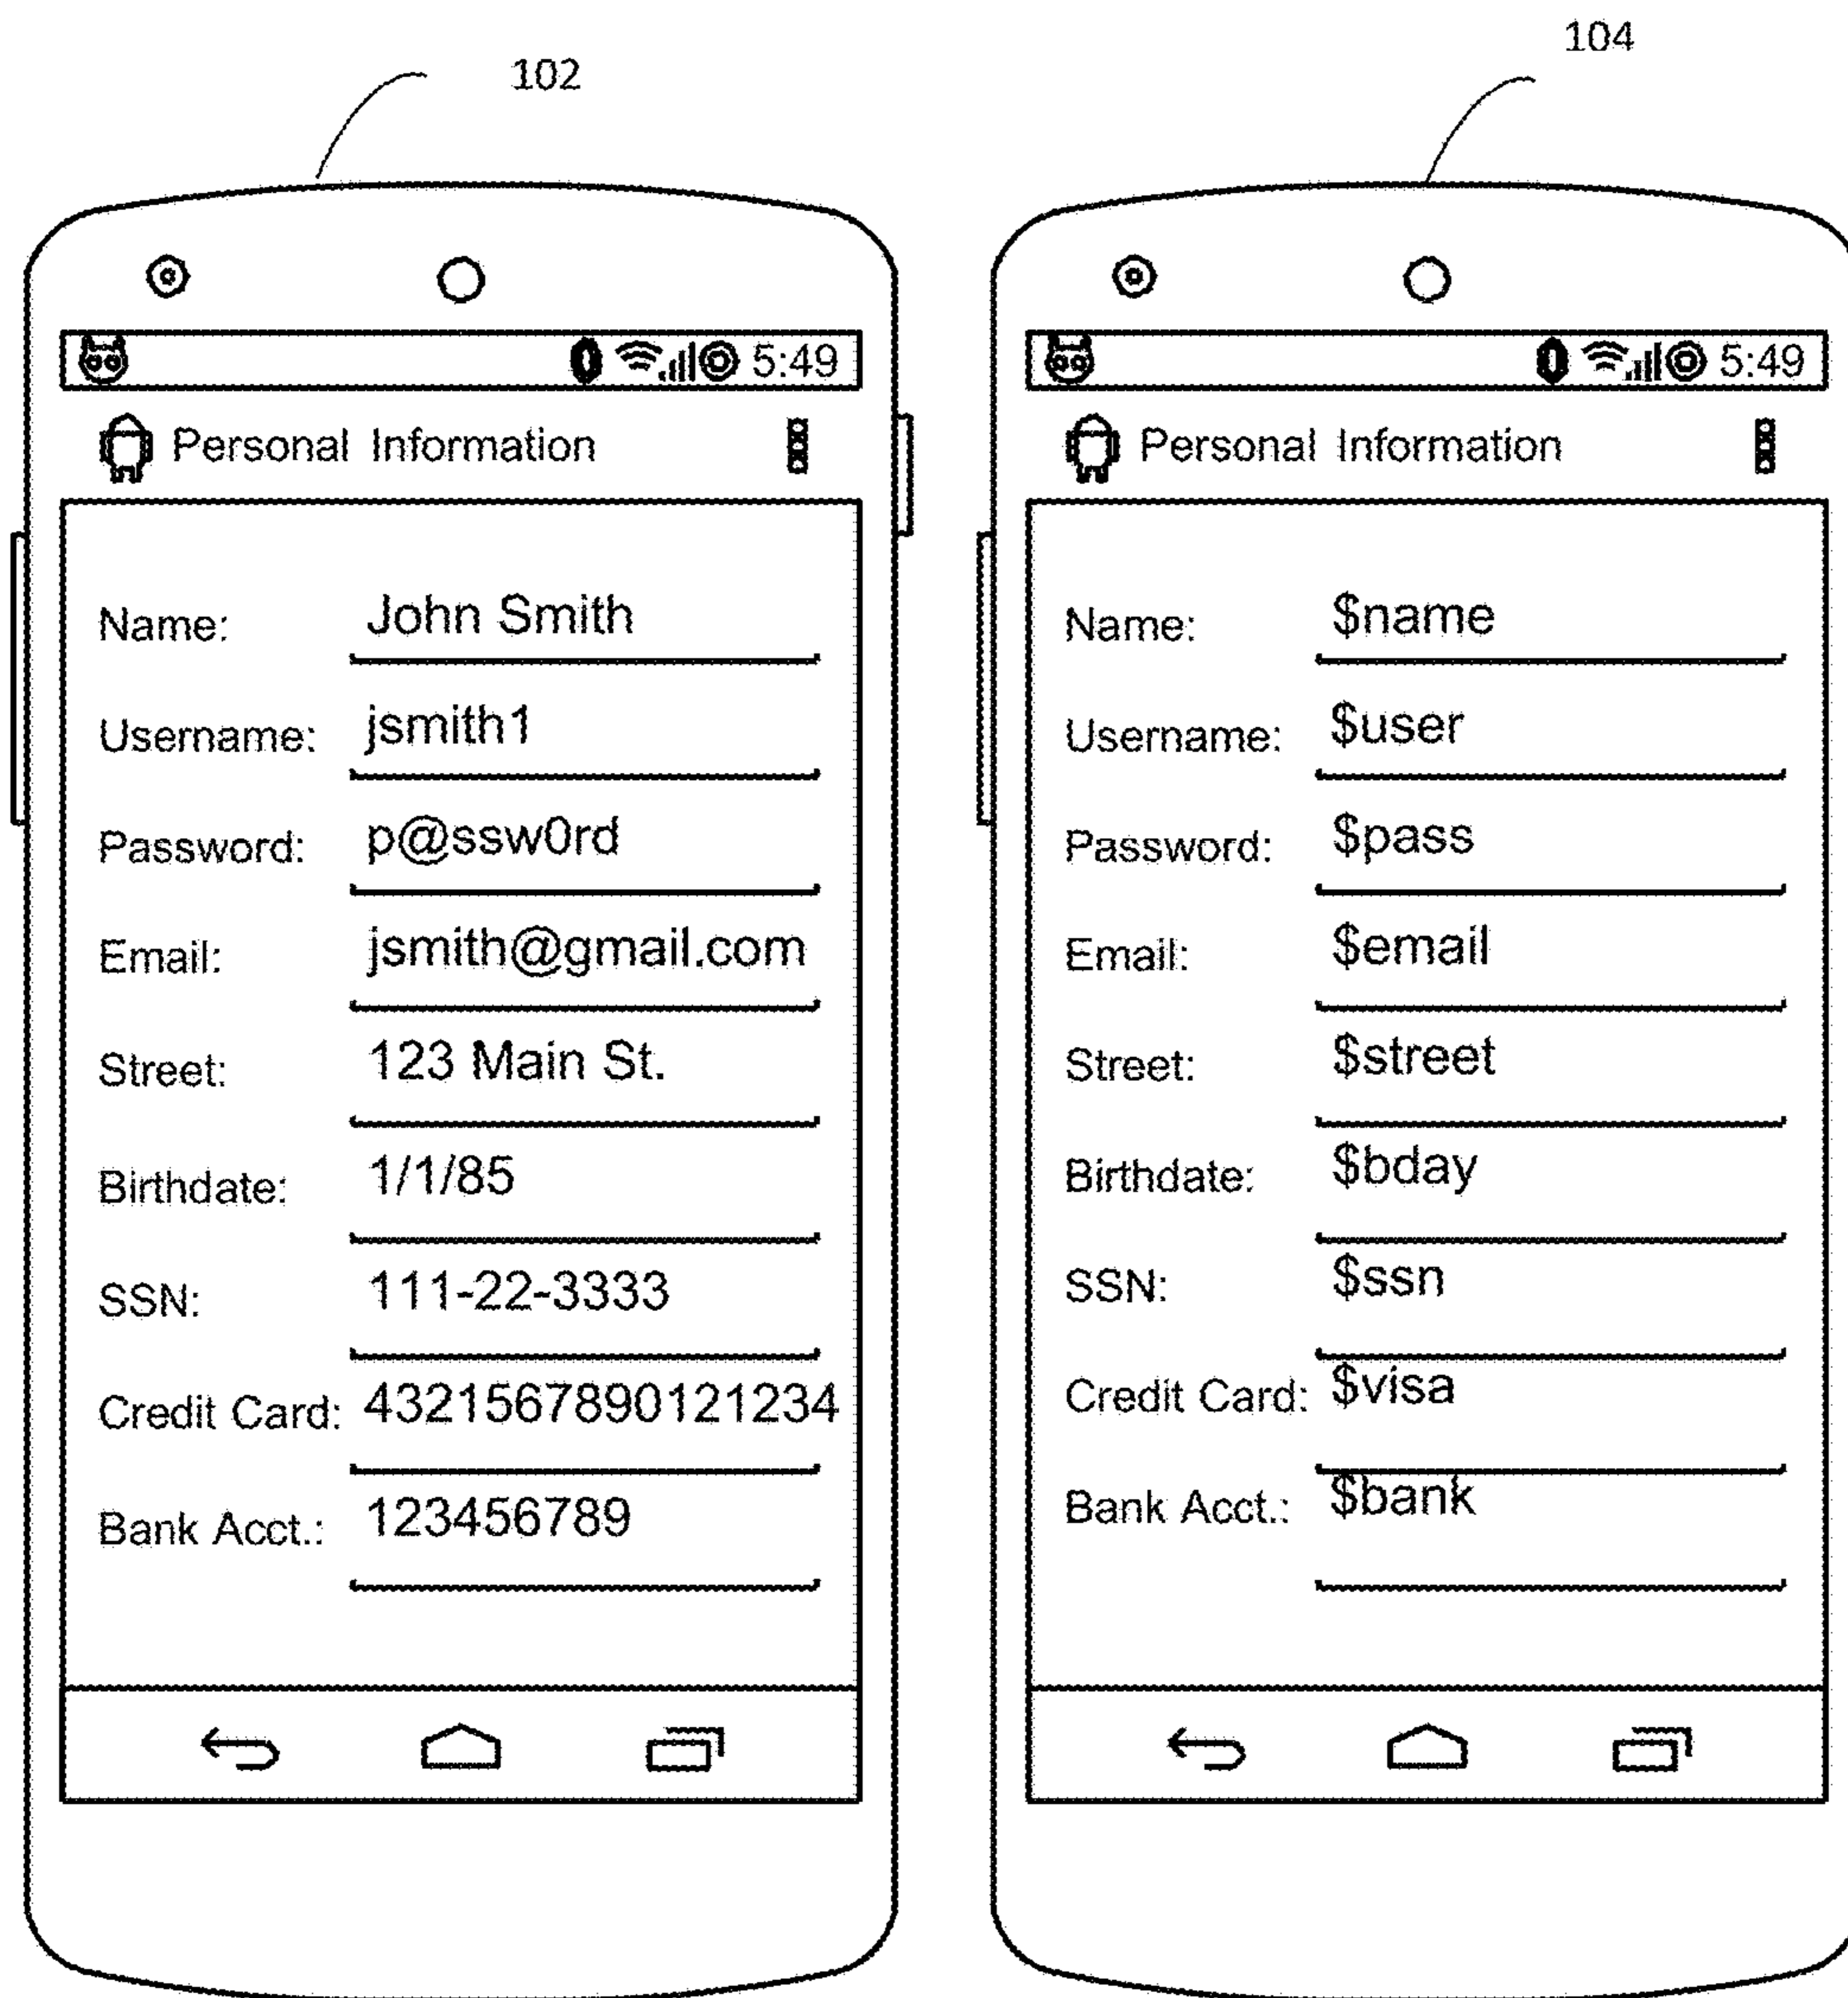 102
104
5:49
Personal Information
Name: John Smith
Username: jsmith1
Password: p@ssw0rd
Email: jsmith@gmail.com
Street: 123 Main St.
Birthdate: 1/1/85
SSN: 111-22-3333
Credit Card: 4321567890121234
Bank Acct.: 123456789
5:49
Personal Information
Name: $name
Username: $user
Password: $pass
Email: $email
Street: $street
Birthdate: $bday
SSN: $ssn
Credit Card: $visa
Bank Acct.: $bank